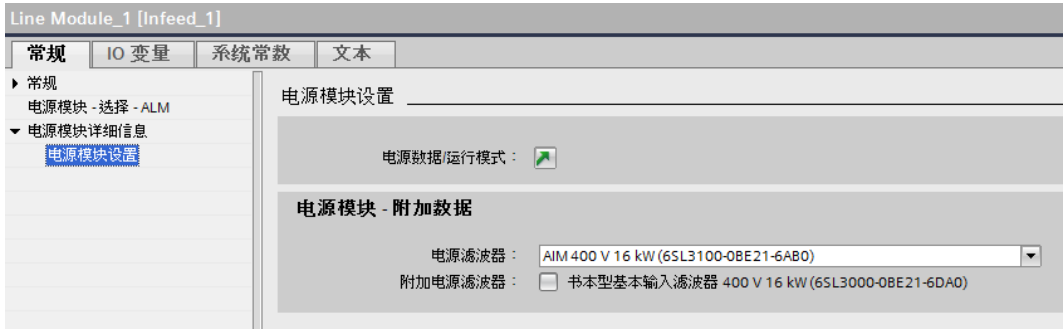 Line Module_1 [Infeed_1]
常规 IO 变量 系统常数 文本
常规
电源模块 - 选择 - ALM
电源模块详细信息
电源模块设置
电源模块设置
电源数据/运行模式：
电源模块 - 附加数据
电源滤波器： AIM 400 V 16 kW (6SL3100-0BE21-6AB0)
附加电源滤波器： 书本型基本输入滤波器 400 V 16 kW (6SL3000-0BE21-6DA0)